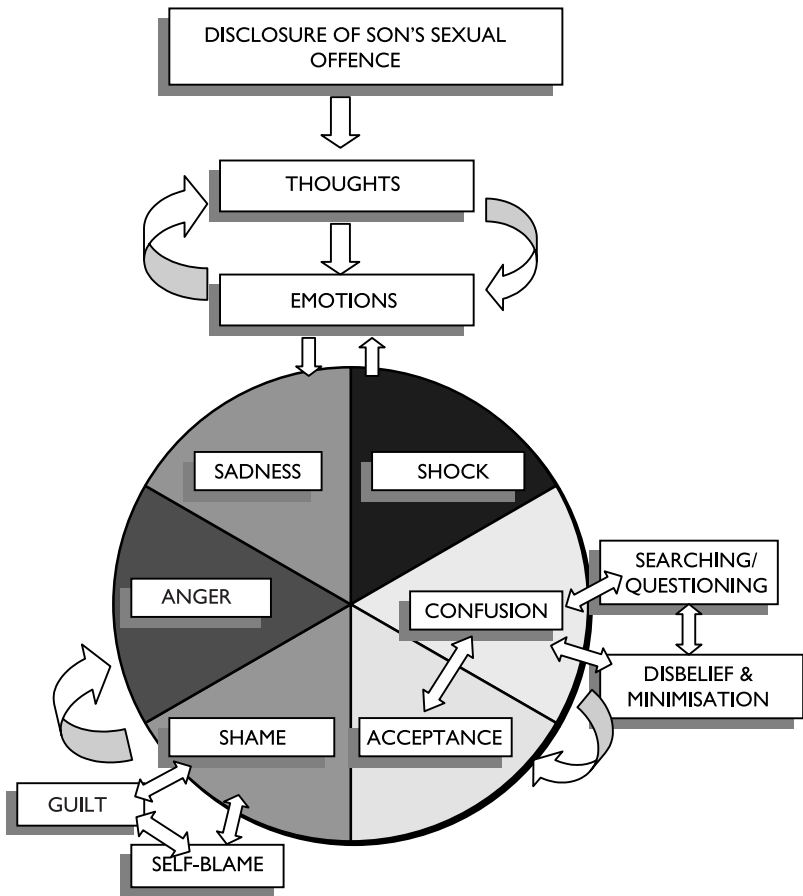 DISCLOSURE OF SON'S SEXUAL
OFFENCE
THOUGHTS
EMOTIONS
SADNESS
SHOCK
SEARCHING/
QUESTIONING
ANGER
CONFUSION
DISBELIEF &
MINIMISATION
SHAME
ACCEPTANCE
GUILT
SELF-BLAME